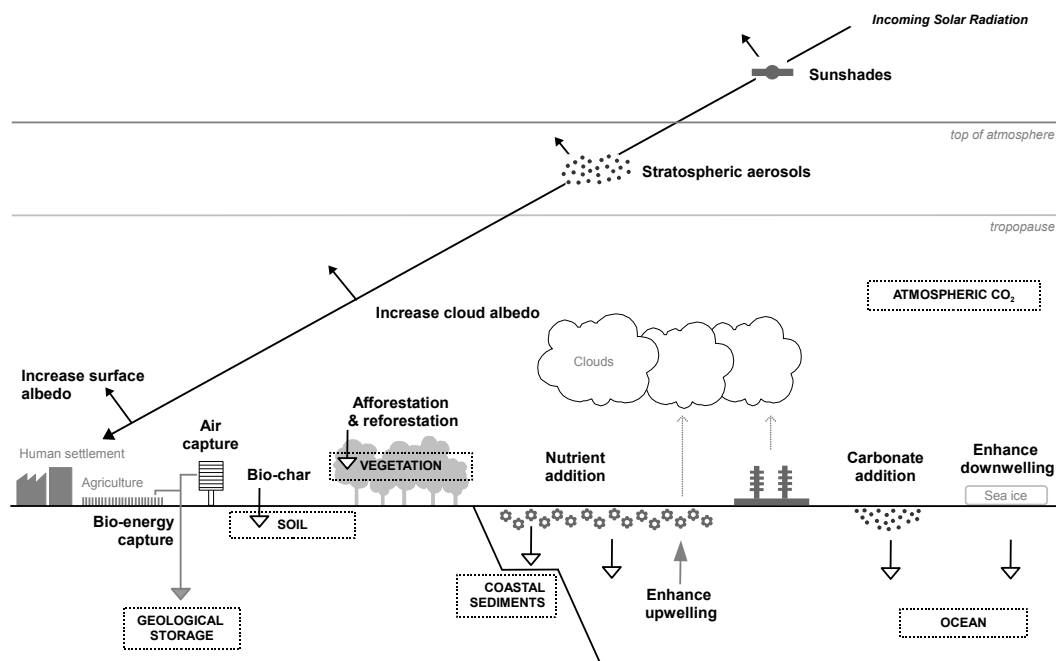 Incoming Solar Radiation
Sunshades
top of atmosphere
Stratospheric aerosols
tropopause
ATMOSPHERIC CO₂
Increase cloud albedo
Clouds
Increase surface
albedo
Afforestation
& reforestation
Air
capture
Human settlement
VEGETATION
Nutrient
addition
Carbonate
addition
Enhance
downwelling
Agriculture
Bio-char
Sea ice
Bio-energy
capture
SOIL
COASTAL
SEDIMENTS
Enhance
upwelling
GEOLOGICAL
STORAGE
OCEAN